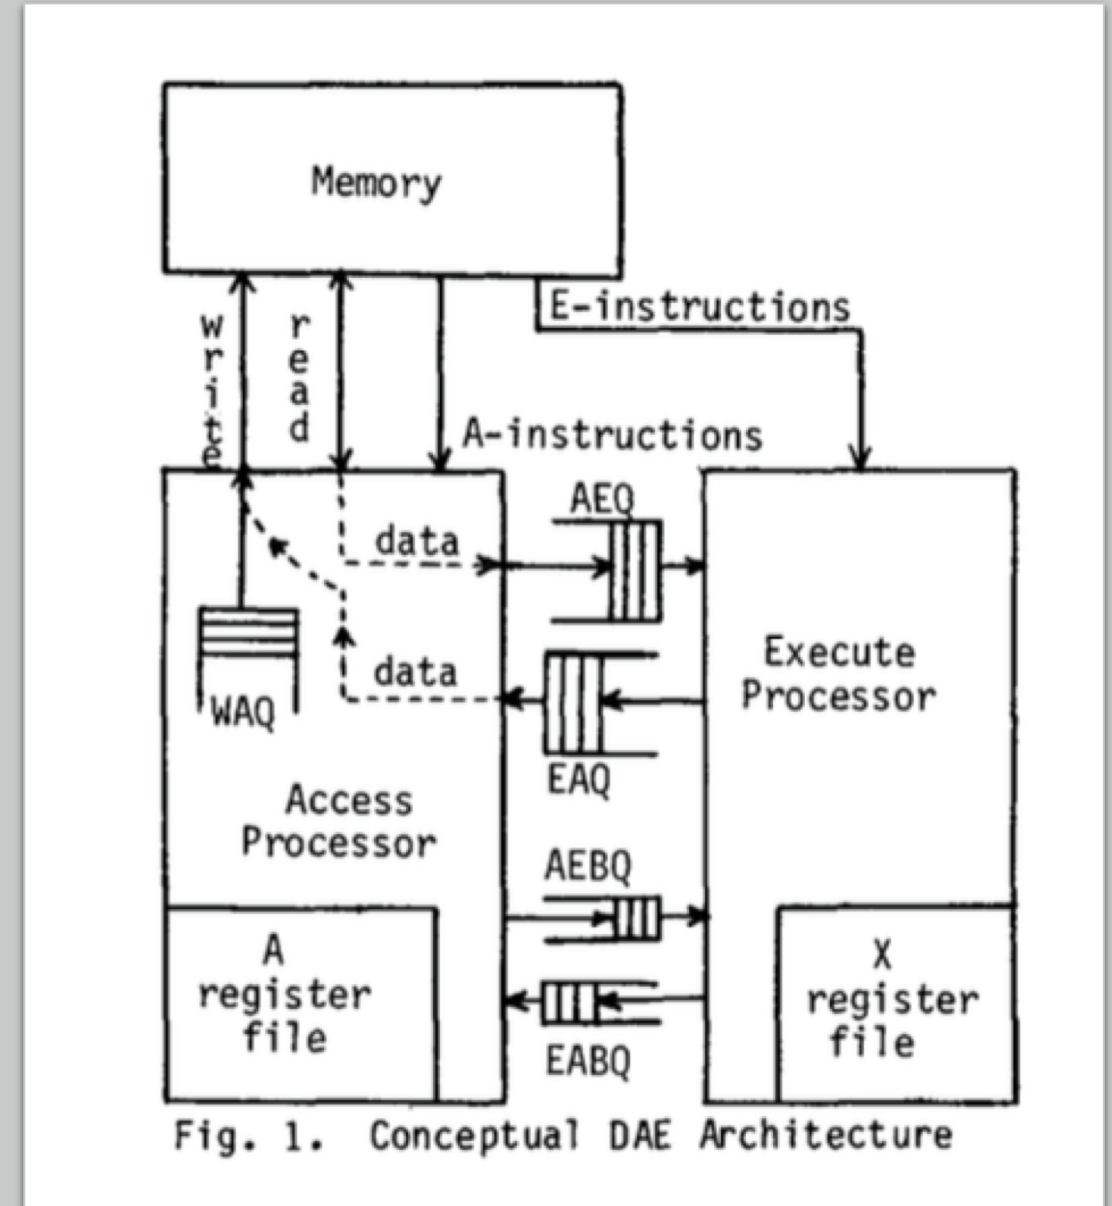 Memory
E-instructions
write
read
A-instructions
AEQ
data
Execute
Processor
data
WAQ
EAQ
Access
Processor
AEBQ
A
register
file
X
register
file
EABQ
Fig. 1. Conceptual DAE Architecture